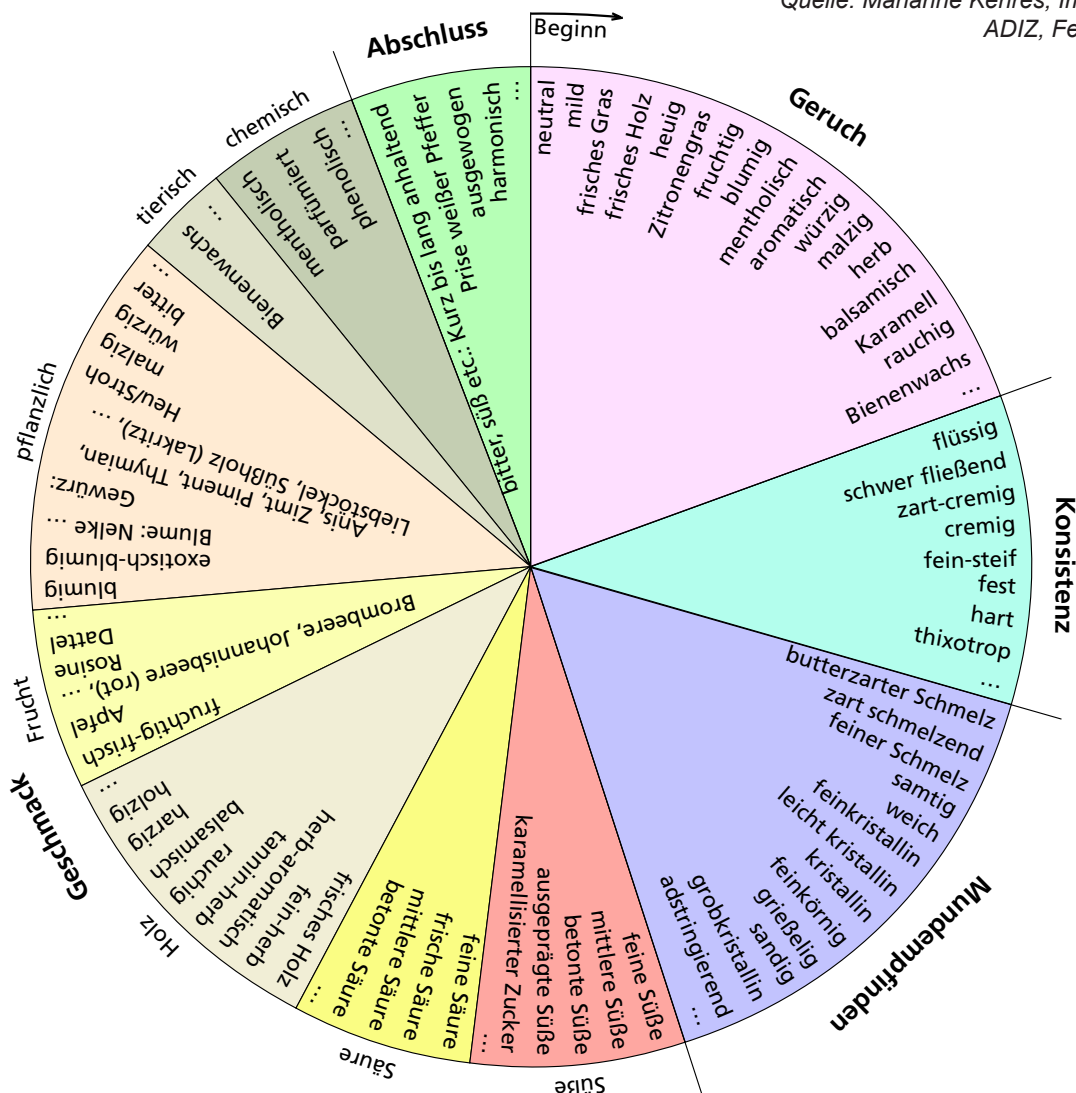 Quelle: Marianne Kehres, Im
ADIZ, Fe
Beginn
Geruch
neutral
mild
frisches Gras
frisches Holz
heuig
Zitronengras
fruchtig
blumig
mentholisch
aromatisch
würzig
malzig
herb
balsamisch
Karamell
rauchig
Bienenwachs
...
Konsistenz
flüssig
schwer fließend
zart-cremig
cremig
fein-steif
fest
hart
thixotrop
...
Mundempfinden
butterzarter Schmelz
zart schmelzend
feiner Schmelz
samtig
weich
feinkristallin
leicht kristallin
kristallin
feinkörnig
grießelig
sandig
grobkristallin
adstringierend
...
Geschmack
Süße
feine Süße
mittlere Süße
betonte Süße
ausgeprägte Süße
karamellisierter Zucker
...
Säure
feine Säure
frische Säure
mittlere Säure
betonte Säure
...
Holz
frisches Holz
fein-herb
herb-aromatisch
tannin-herb
rauchig
balsamisch
harzig
holzig
...
Frucht
fruchtig-frisch
Apfel
Brombeere, Johannisbeere (rot), ...
Rosine
Dattel
...
pflanzlich
blumig
exotisch-blumig
Blume: Nelke ...
Gewürz:
Anis, Zimt, Piment, Thymian,
Liebstöckel, Süßholz (Lakritz), ...
Heu/Stroh
malzig
würzig
bitter
...
tierisch
Bienenwachs
...
chemisch
mentholisch
parfümiert
phenolisch
...
Abschluss
bitter, süß etc.: Kurz bis lang anhaltend
Prise weißer Pfeffer
ausgewogen
harmonisch
...